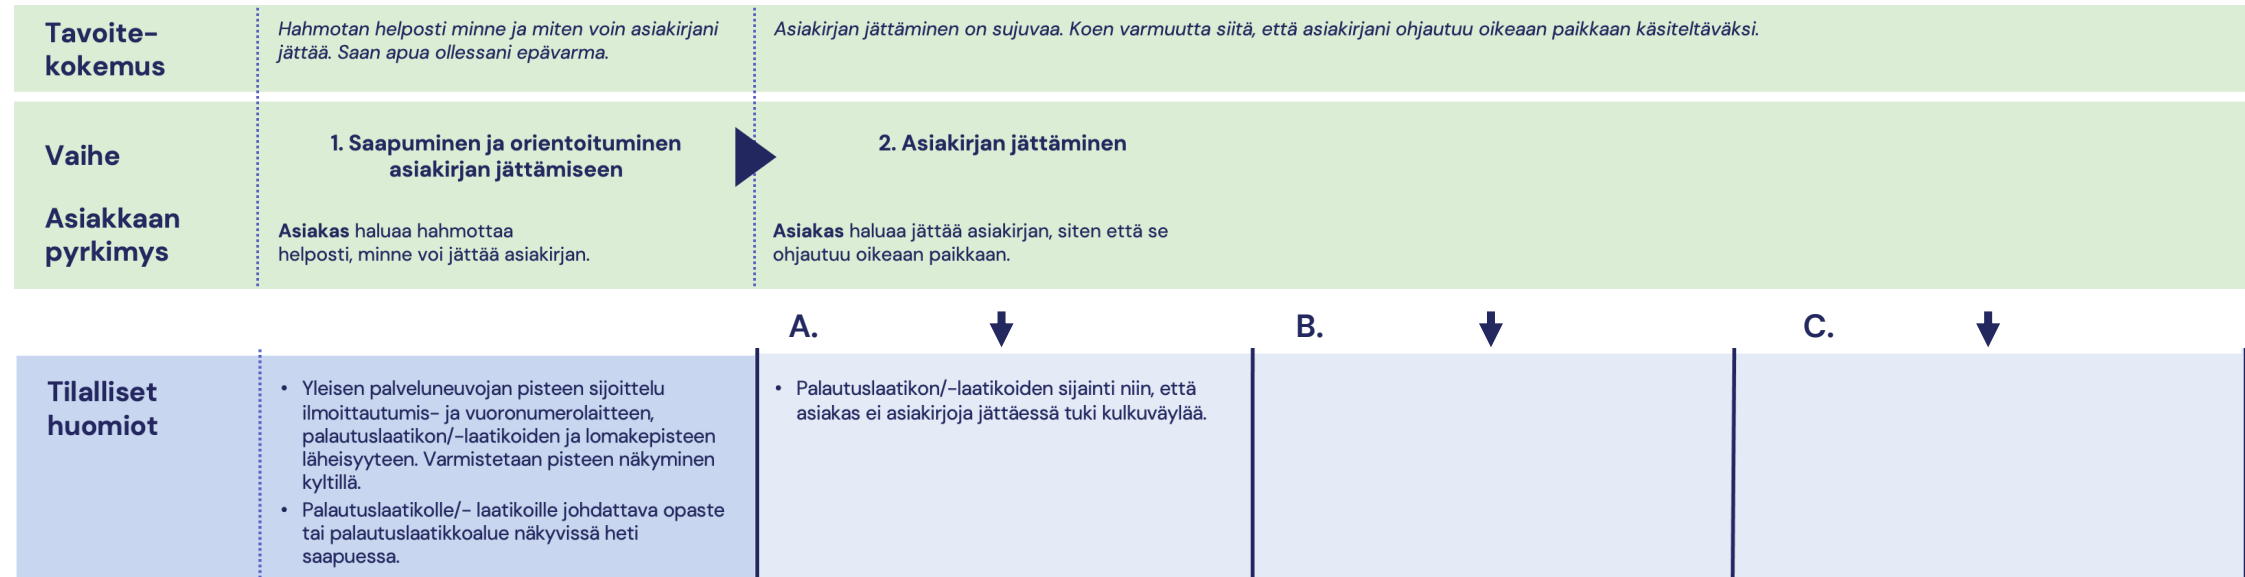 Tavoite-
kokemus
Hahmotan helposti minne ja miten voin asiakirjani
jättää. Saan apua ollessani epävarma.
Asiakirjan jättäminen on sujuvaa. Koen varmuutta siitä, että asiakirjani ohjautuu oikeaan paikkaan käsiteltäväksi.
Vaihe
1. Saapuminen ja orientoituminen
asiakirjan jättämiseen
2. Asiakirjan jättäminen
Asiakkaan
pyrkimys
Asiakas haluaa hahmottaa
helposti, minne voi jättää asiakirjan.
Asiakas haluaa jättää asiakirjan, siten että se
ohjautuu oikeaan paikkaan.
A.
B.
C.
Tilalliset
huomiot
• Yleisen palveluneuvojan pisteen sijoittelu
ilmoittautumis- ja vuoronumerolaitteen,
palautuslaatikon/-laatikoiden ja lomakepisteen
läheisyyteen. Varmistetaan pisteen näkyminen
kyltillä.
• Palautuslaatikolle/- laatikoille johdattava opaste
tai palautuslaatikkoalue näkyvissä heti
saapuessa.
• Palautuslaatikon/-laatikoiden sijainti niin, että
asiakas ei asiakirjoja jättäessä tuki kulkuväylää.